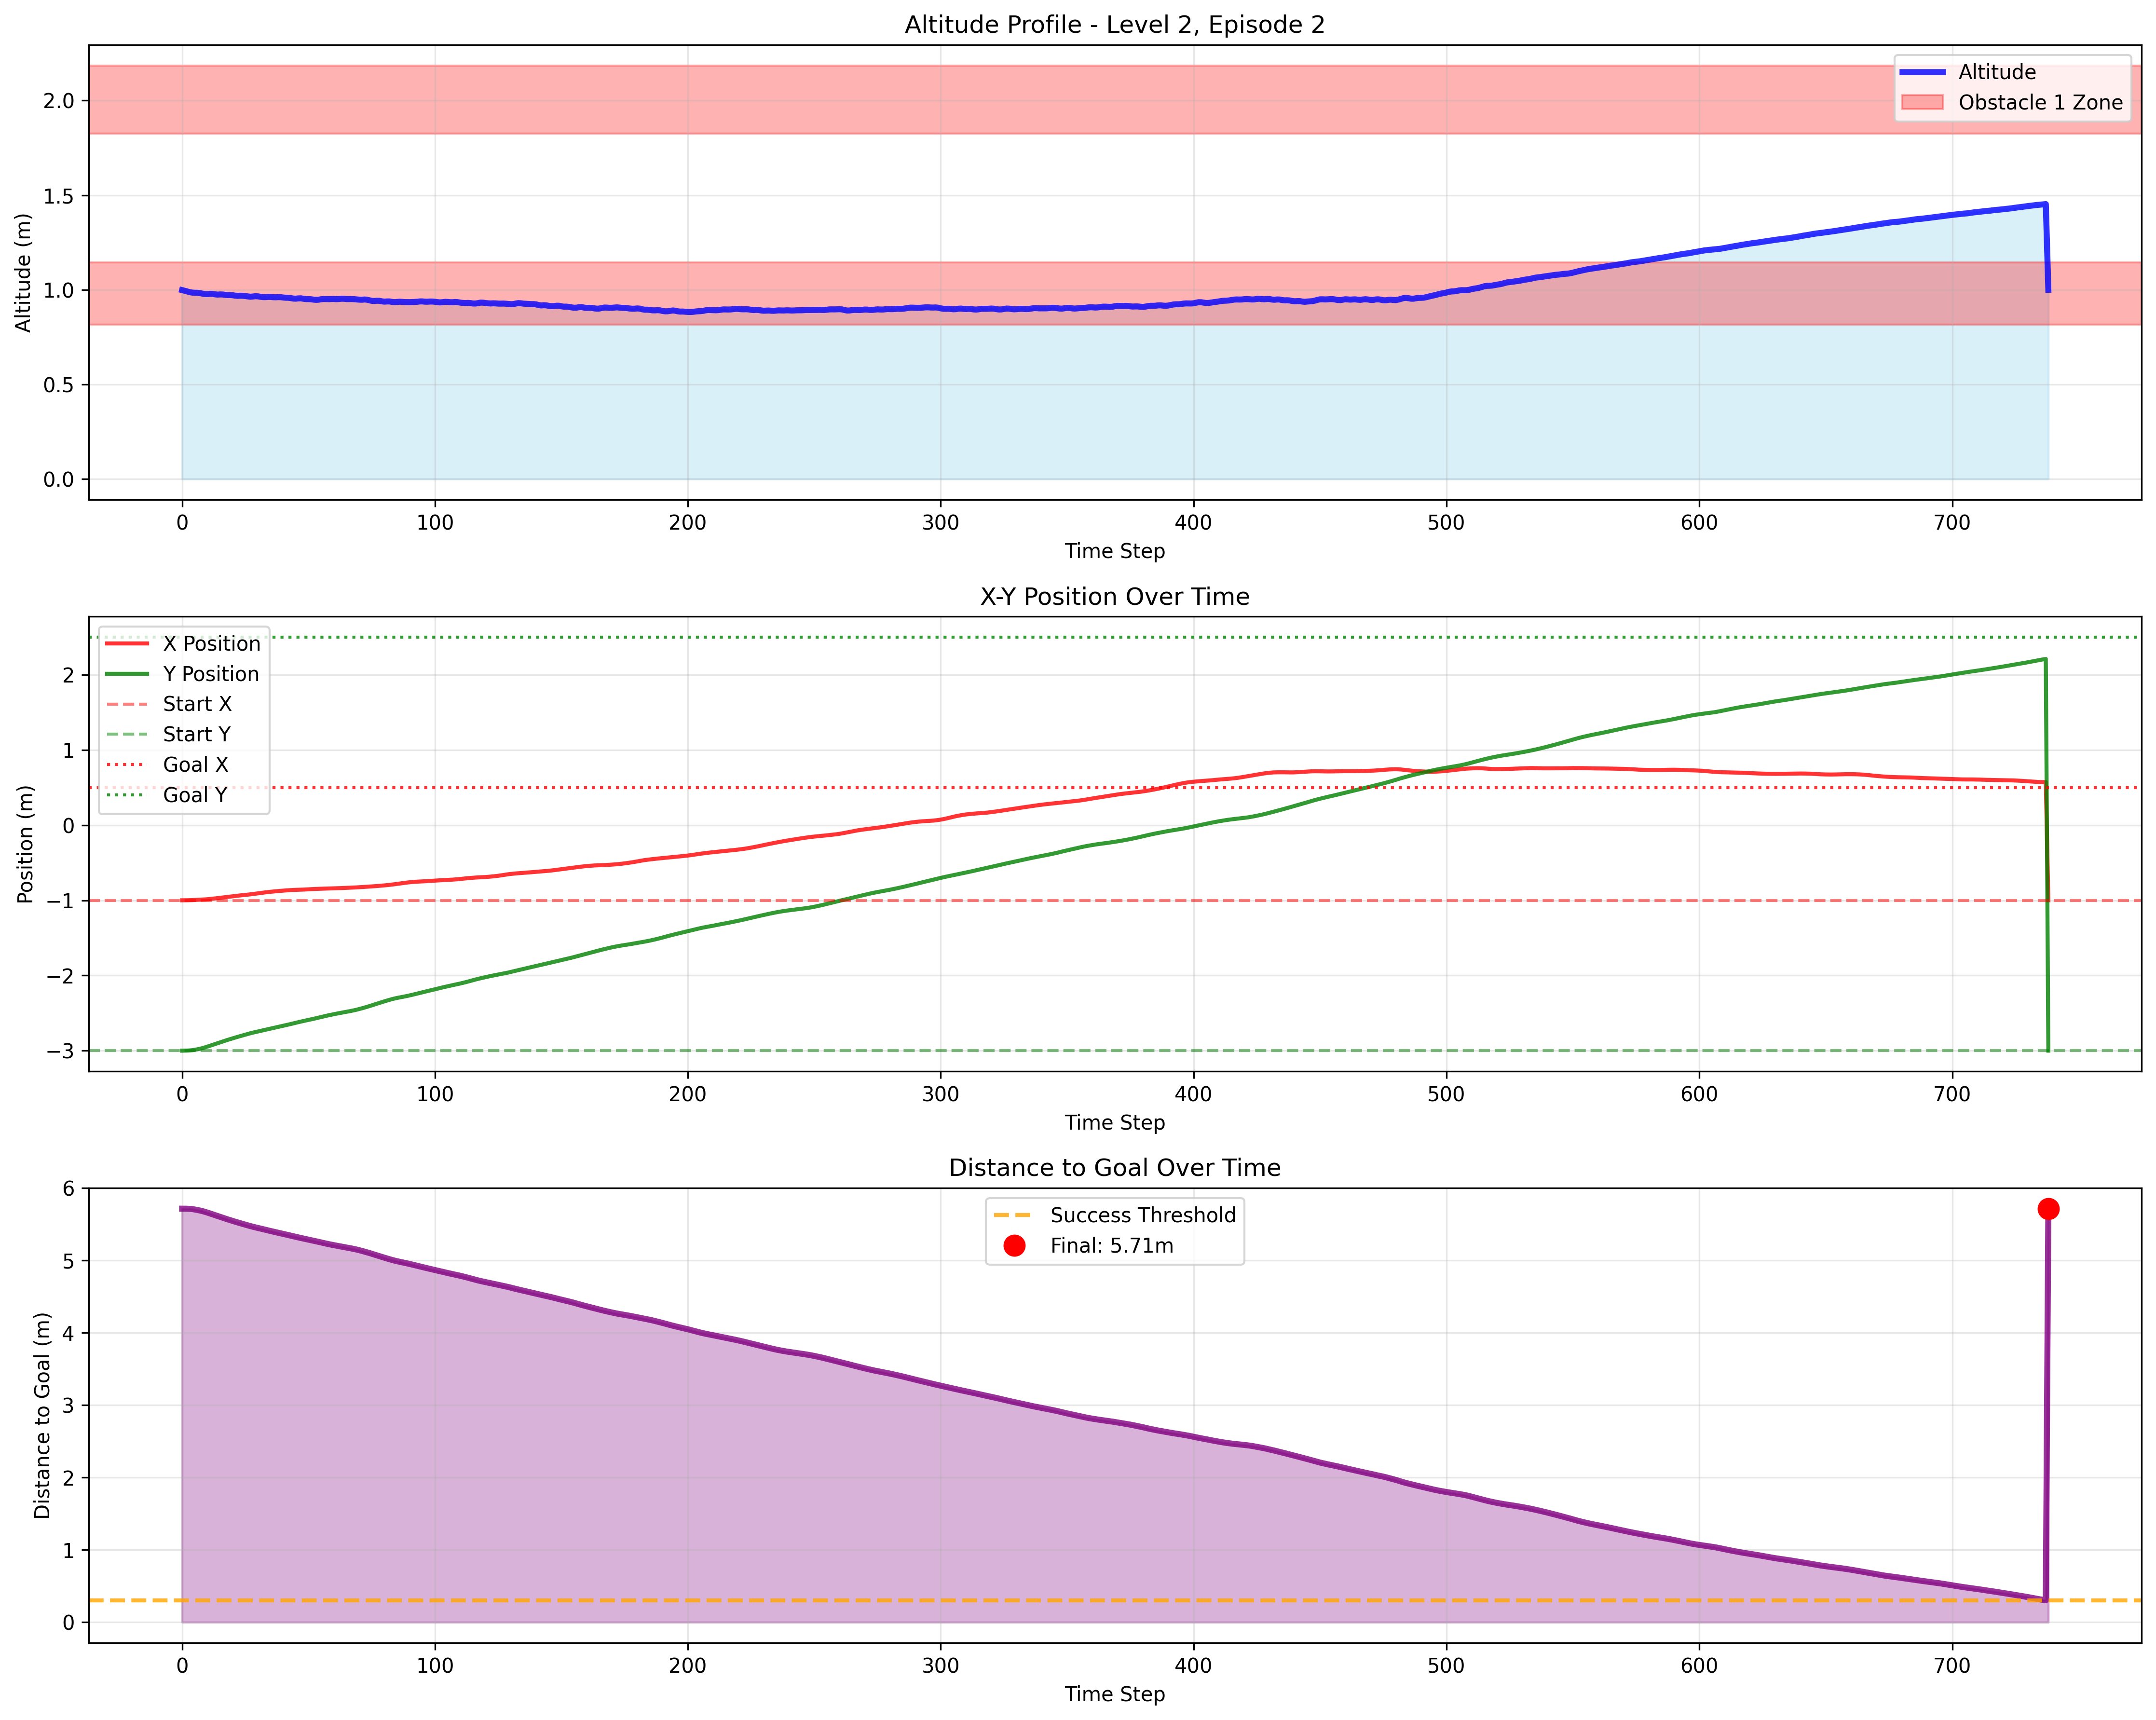 Altitude Profile - Level 2, Episode 2
Altitude (m)
2.0
1.5
1.0
0.5
0.0
Altitude
Obstacle 1 Zone
0 100 200 300 400 500 600 700
Time Step
X-Y Position Over Time
Position (m)
2
1
0
−1
−2
−3
X Position
Y Position
Start X
Start Y
Goal X
Goal Y
0 100 200 300 400 500 600 700
Time Step
Distance to Goal Over Time
Distance to Goal (m)
6
5
4
3
2
1
0
Success Threshold
Final: 5.71m
0 100 200 300 400 500 600 700
Time Step